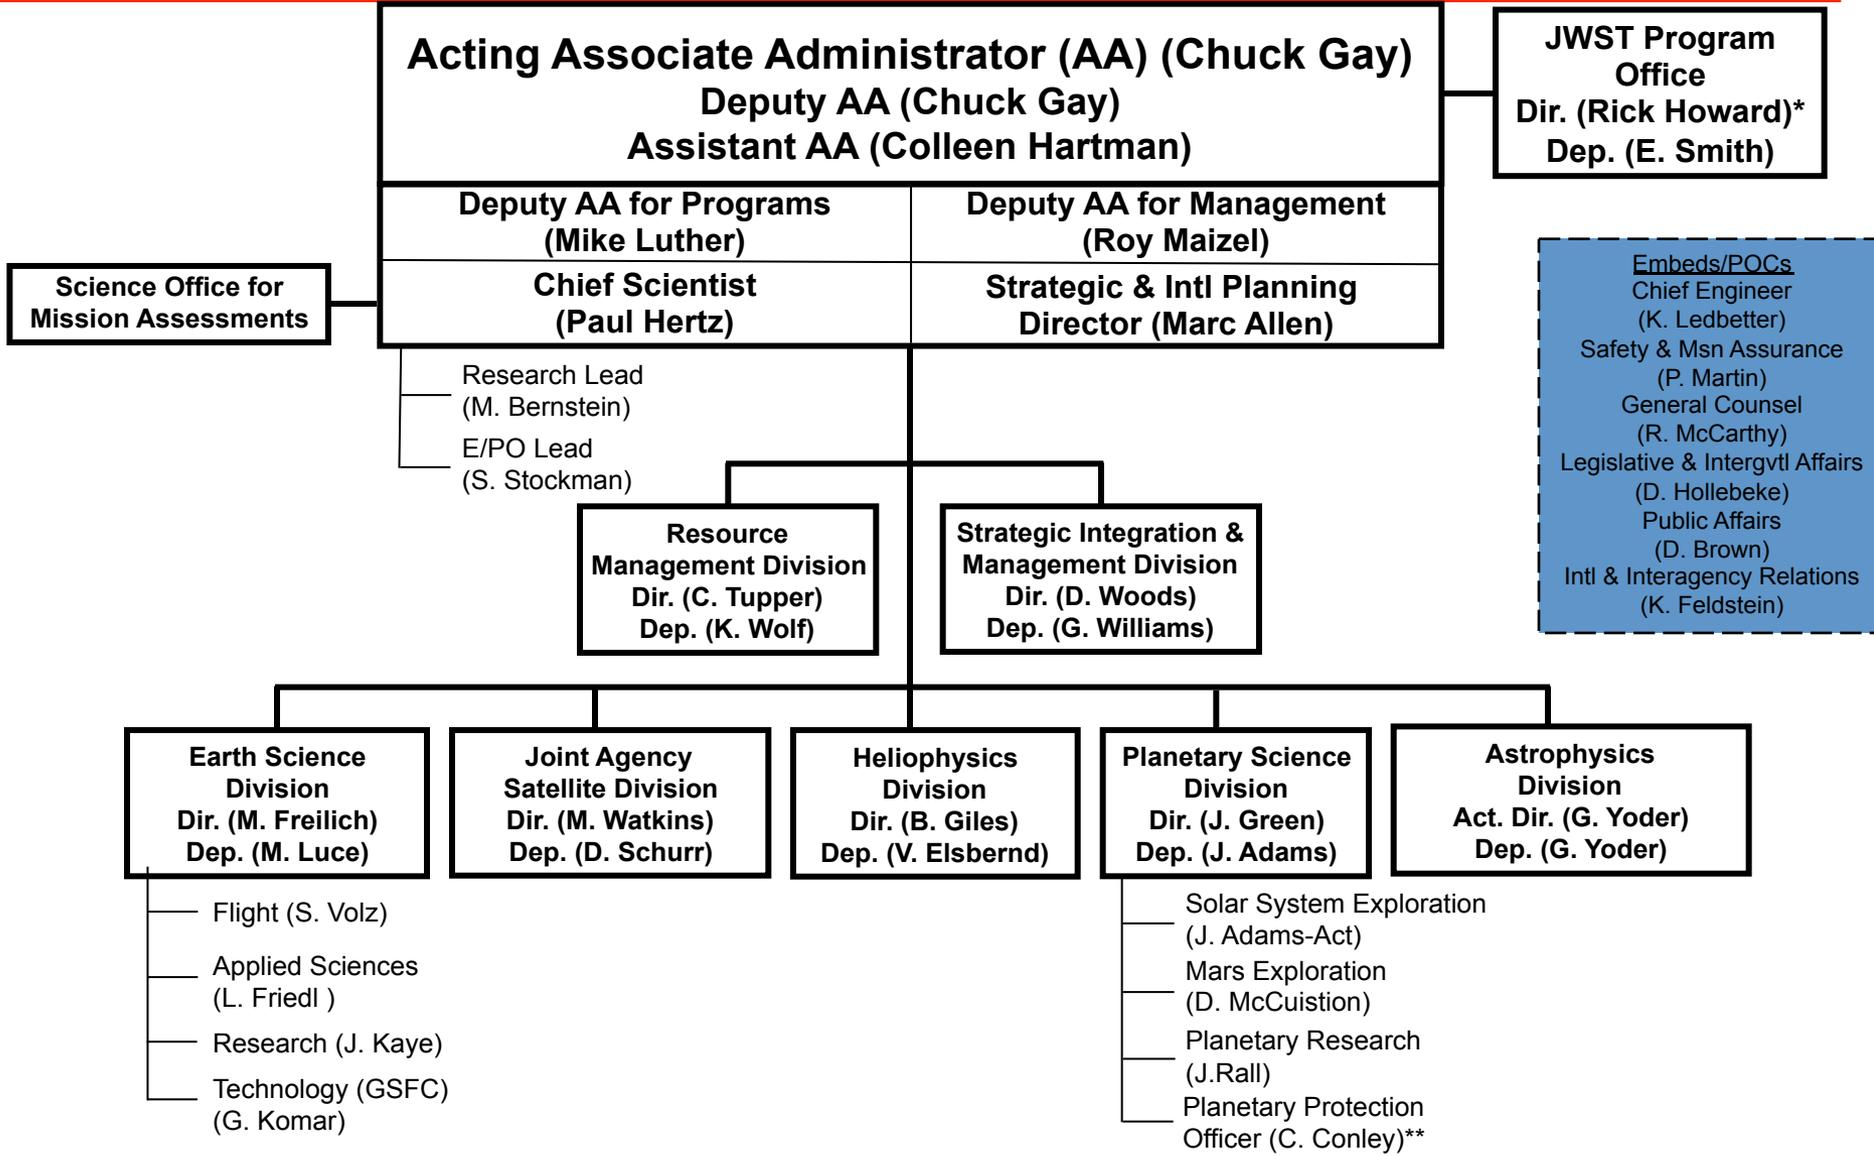 Acting Associate Administrator (AA) (Chuck Gay)
Deputy AA (Chuck Gay)
Assistant AA (Colleen Hartman)
JWST Program
Office
Dir. (Rick Howard)*
Dep. (E. Smith)
Deputy AA for Programs
(Mike Luther)
Deputy AA for Management
(Roy Maizel)
Chief Scientist
(Paul Hertz)
Strategic & Intl Planning
Director (Marc Allen)
Science Office for
Mission Assessments
Embeds/POCs
Chief Engineer
(K. Ledbetter)
Safety & Msn Assurance
(P. Martin)
General Counsel
(R. McCarthy)
Legislative & Intergvtl Affairs
(D. Hollebeke)
Public Affairs
(D. Brown)
Intl & Interagency Relations
(K. Feldstein)
Research Lead
(M. Bernstein)
E/PO Lead
(S. Stockman)
Resource
Management Division
Dir. (C. Tupper)
Dep. (K. Wolf)
Strategic Integration &
Management Division
Dir. (D. Woods)
Dep. (G. Williams)
Earth Science
Division
Dir. (M. Freilich)
Dep. (M. Luce)
Joint Agency
Satellite Division
Dir. (M. Watkins)
Dep. (D. Schurr)
Heliophysics
Division
Dir. (B. Giles)
Dep. (V. Elsbernd)
Planetary Science
Division
Dir. (J. Green)
Dep. (J. Adams)
Astrophysics
Division
Act. Dir. (G. Yoder)
Dep. (G. Yoder)
Flight (S. Volz)
Applied Sciences
(L. Friedl )
Research (J. Kaye)
Technology (GSFC)
(G. Komar)
Solar System Exploration
(J. Adams-Act)
Mars Exploration
(D. McCuistion)
Planetary Research
(J.Rall)
Planetary Protection
Officer (C. Conley)**